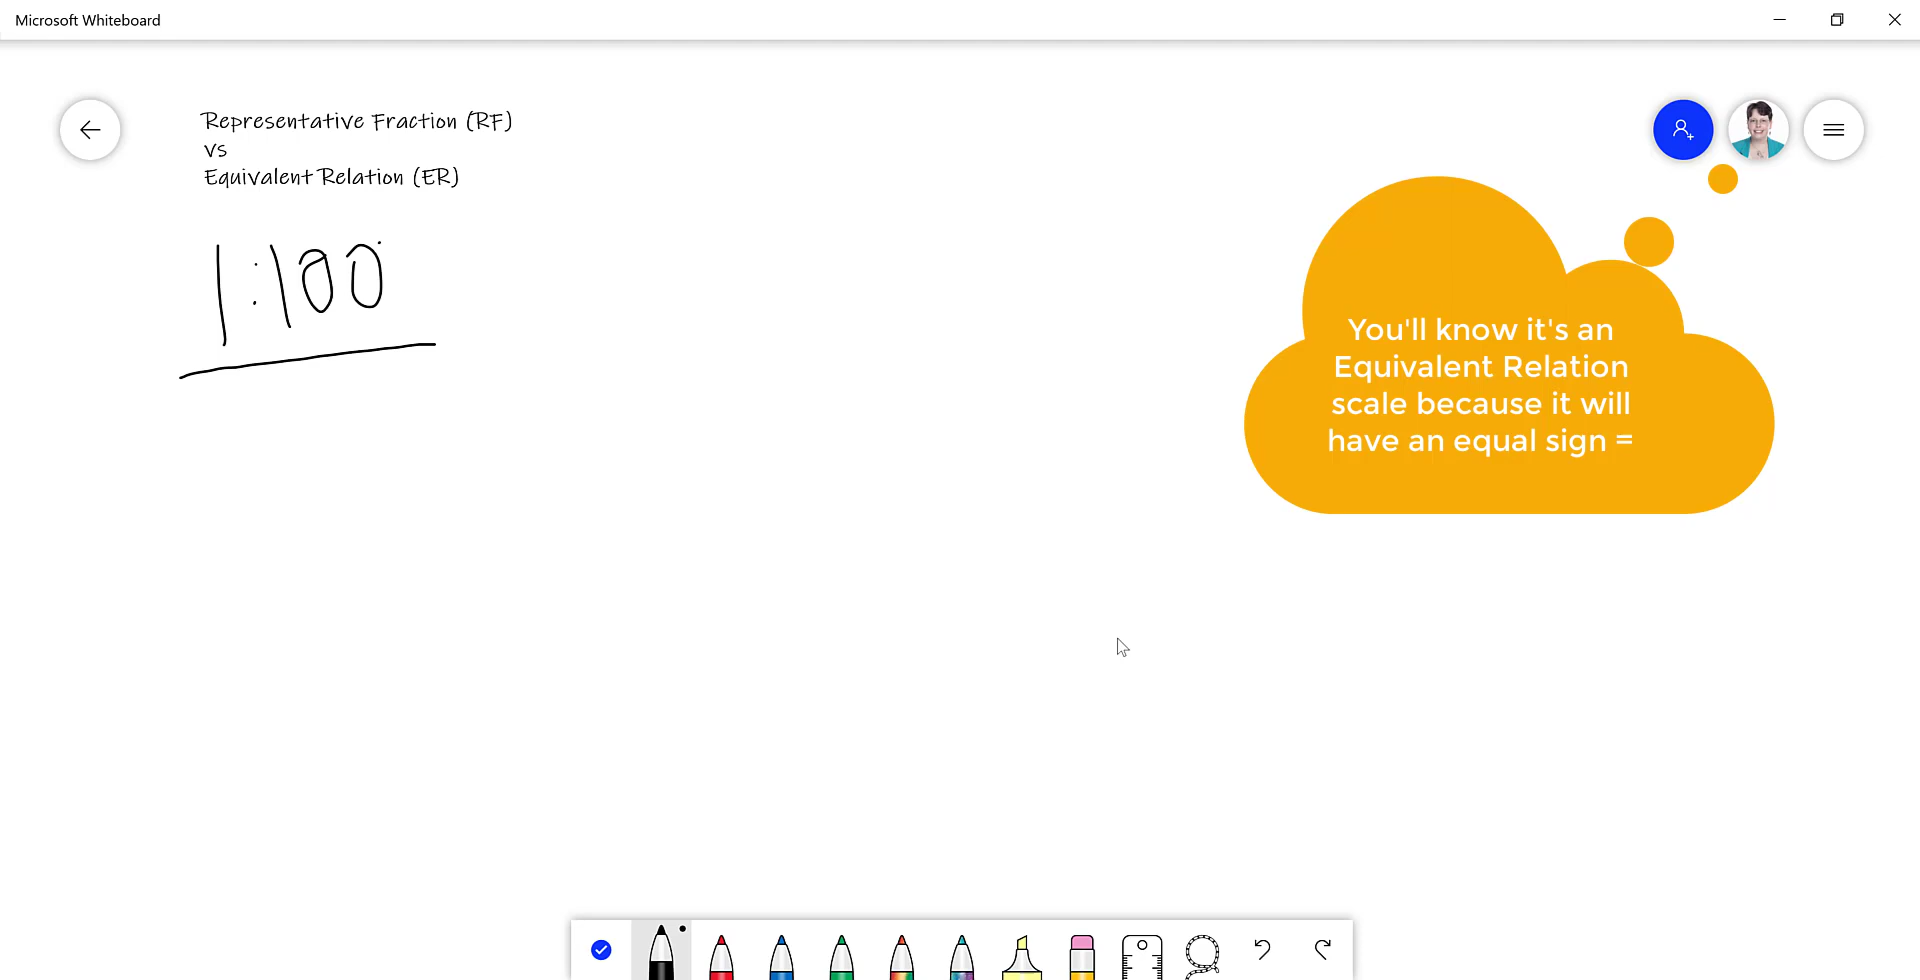 Microsoft Whiteboard
Representative Fraction (RF)
vs
Equivalent Relation (ER)
1:100
You'll know it's an
Equivalent Relation
scale because it will
have an equal sign =